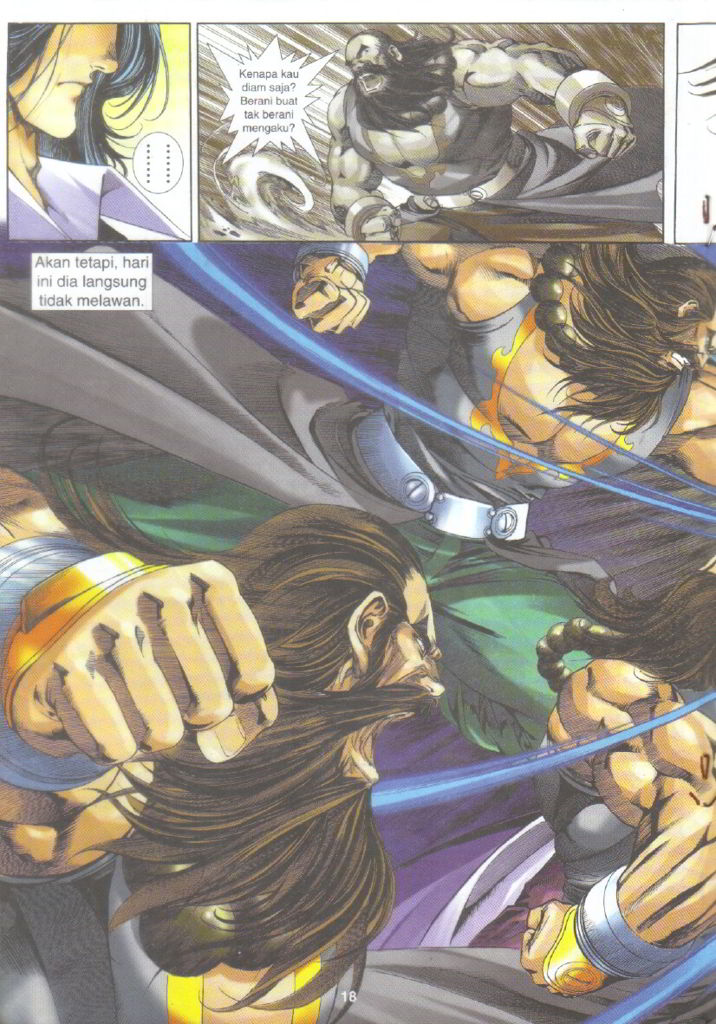 ......
Kenapa kau
diam saja?
Berani buat
tak berani
mengaku?
Akan tetapi, hari
ini dia langsung
tidak melawan.
18